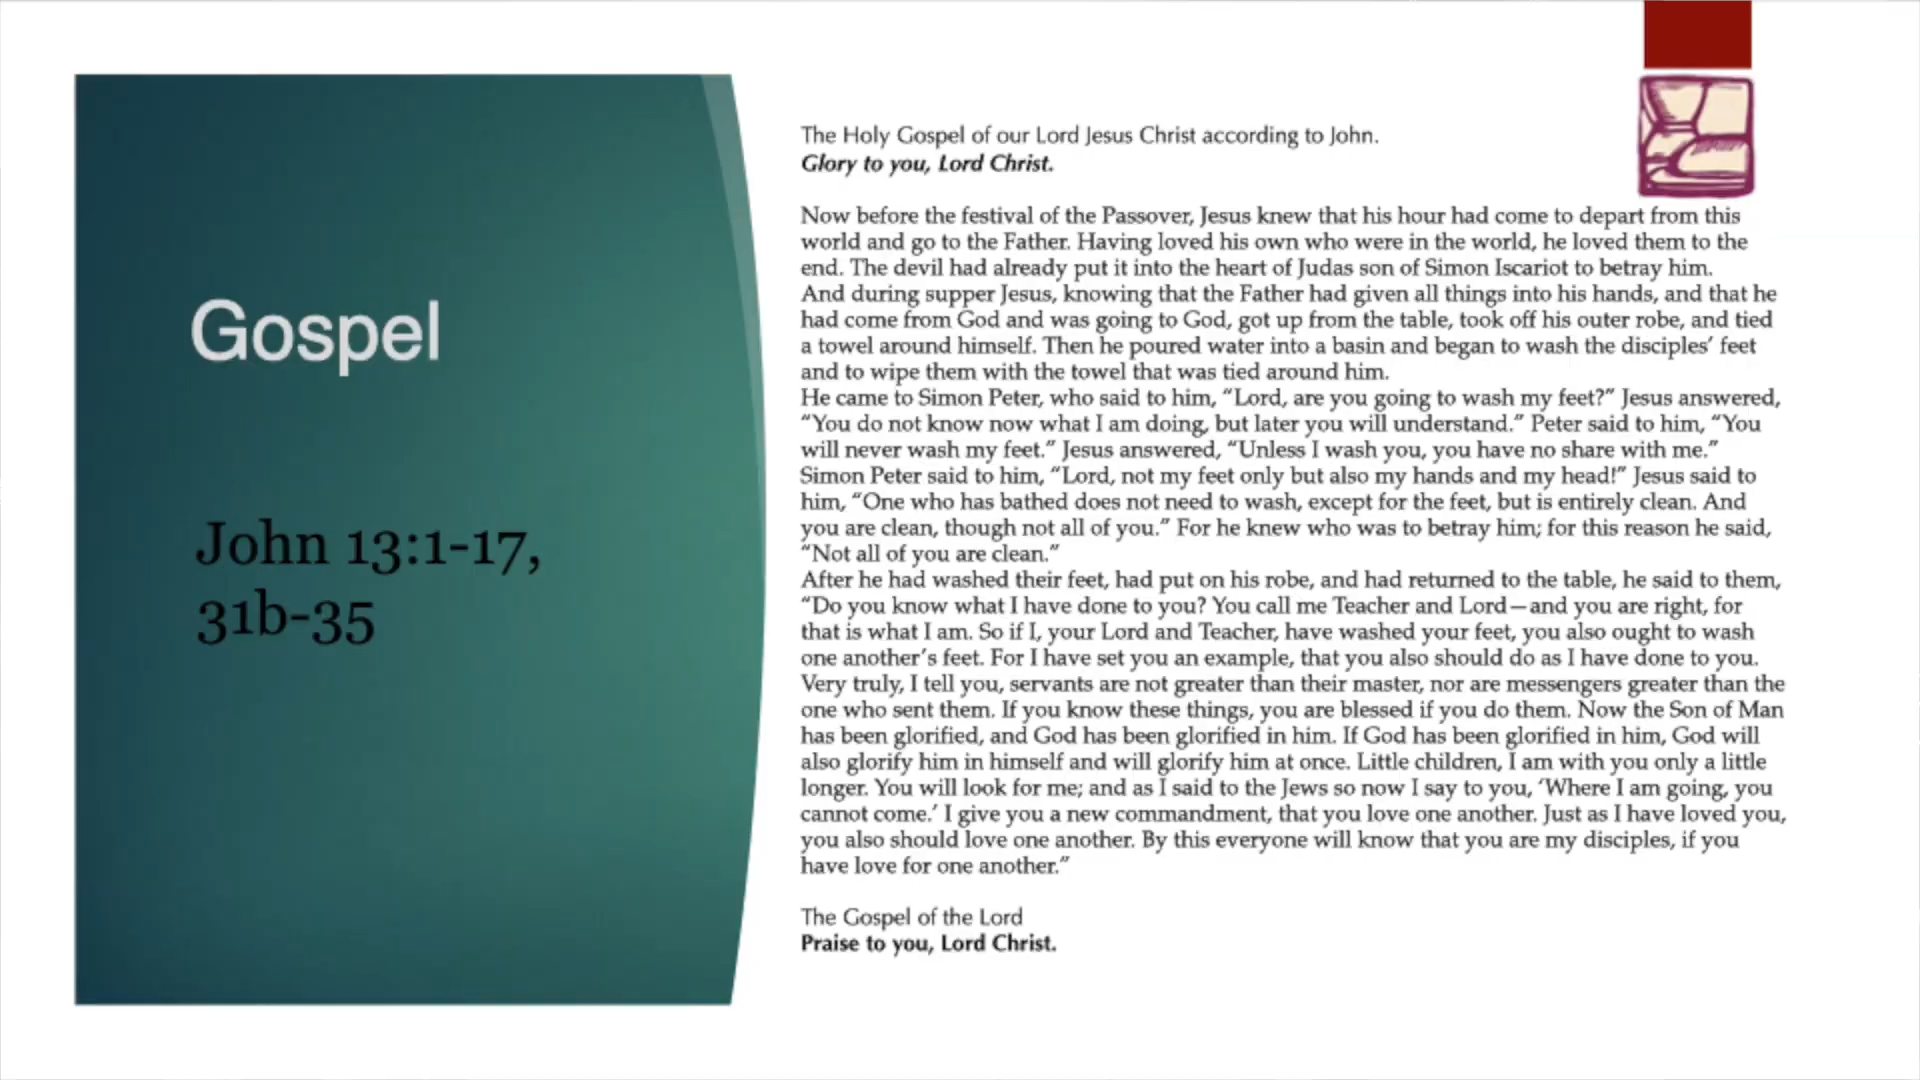 Gospel
John 13:1-17,
31b-35
The Holy Gospel of our Lord Jesus Christ according to John.
Glory to you, Lord Christ.
Now before the festival of the Passover, Jesus knew that his hour had come to depart from this
world and go to the Father. Having loved his own who were in the world, he loved them to the
end. The devil had already put it into the heart of Judas son of Simon Iscariot to betray him.
And during supper Jesus, knowing that the Father had given all things into his hands, and that he
had come from God and was going to God, got up from the table, took off his outer robe, and tied
a towel around himself. Then he poured water into a basin and began to wash the disciples’ feet
and to wipe them with the towel that was tied around him.
He came to Simon Peter, who said to him, “Lord, are you going to wash my feet?” Jesus answered,
“You do not know now what I am doing, but later you will understand.” Peter said to him, “You
will never wash my feet.” Jesus answered, “Unless I wash you, you have no share with me.”
Simon Peter said to him, “Lord, not my feet only but also my hands and my head!” Jesus said to
him, “One who has bathed does not need to wash, except for the feet, but is entirely clean. And
you are clean, though not all of you.” For he knew who was to betray him; for this reason he said,
“Not all of you are clean.”
After he had washed their feet, had put on his robe, and had returned to the table, he said to them,
“Do you know what I have done to you? You call me Teacher and Lord—and you are right, for
that is what I am. So if I, your Lord and Teacher, have washed your feet, you also ought to wash
one another’s feet. For I have set you an example, that you also should do as I have done to you.
Very truly, I tell you, servants are not greater than their master, nor are messengers greater than the
one who sent them. If you know these things, you are blessed if you do them. Now the Son of Man
has been glorified, and God has been glorified in him. If God has been glorified in him, God will
also glorify him in himself and will glorify him at once. Little children, I am with you only a little
longer. You will look for me; and as I said to the Jews so now I say to you, ‘Where I am going, you
cannot come.’ I give you a new commandment, that you love one another. Just as I have loved you,
you also should love one another. By this everyone will know that you are my disciples, if you
have love for one another.”
The Gospel of the Lord
Praise to you, Lord Christ.